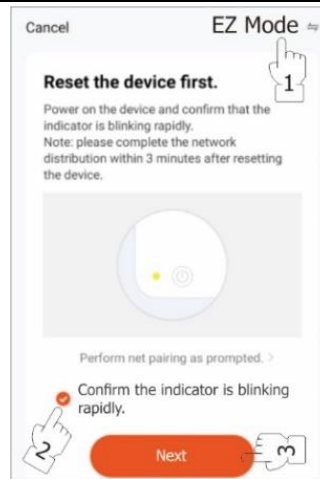 Cancel
EZ Mode ⇋
1
Reset the device first.
Power on the device and confirm that the
indicator is blinking rapidly.
Note: please complete the network
distribution within 3 minutes after resetting
the device.
Perform net pairing as prompted. >
Confirm the indicator is blinking
rapidly.
2
Next
3